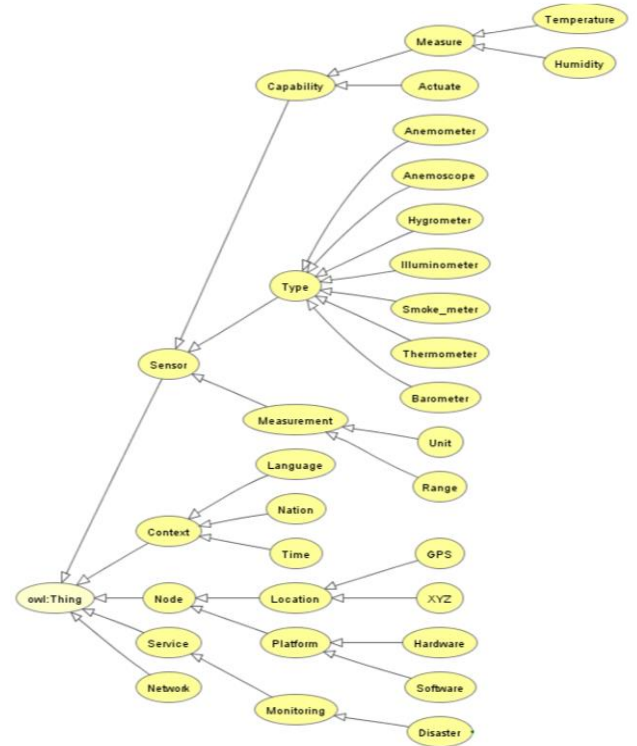 Temperature
Measure
Humidity
Capability
Actuate
Anemometer
Anemoscope
Hygrometer
Illuminometer
Type
Smoke_meter
Thermometer
Sensor
Barometer
Measurement
Unit
Language
Range
Nation
Context
Time
GPS
owl:Thing
Node
Location
XYZ
Service
Platform
Hardware
Network
Software
Monitoring
Disaster